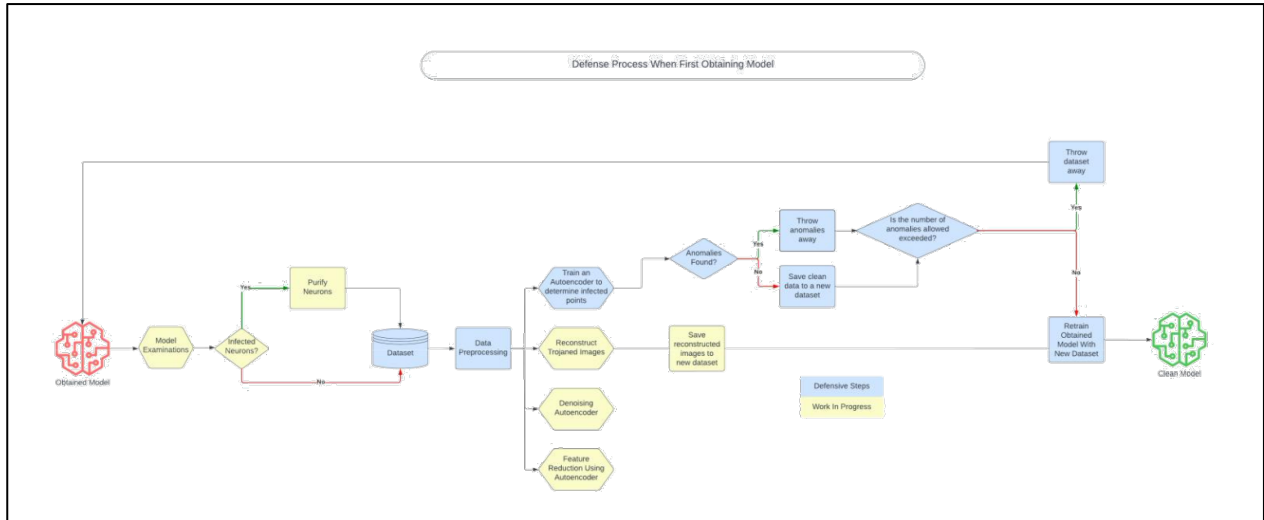 Defense Process When First Obtaining Model
Throw
dataset
away
Yes
Throw
anomalies
away
Is the number of
anomalies allowed
exceeded?
Yes
Anomalies
Found?
No
Save clean
data to a new
dataset
Train an
Autoencoder to
determine infected
points
No
Purify
Neurons
Yes
Obtained Model
Model
Examinations
Infected
Neurons?
No
Dataset
Data
Preprocessing
Reconstruct
Trojaned Images
Save
reconstructed
images to
new dataset
Retrain
Obtained
Model With
New Dataset
Clean Model
Defensive Steps
Work In Progress
Denoising
Autoencoder
Feature
Reduction Using
Autoencoder